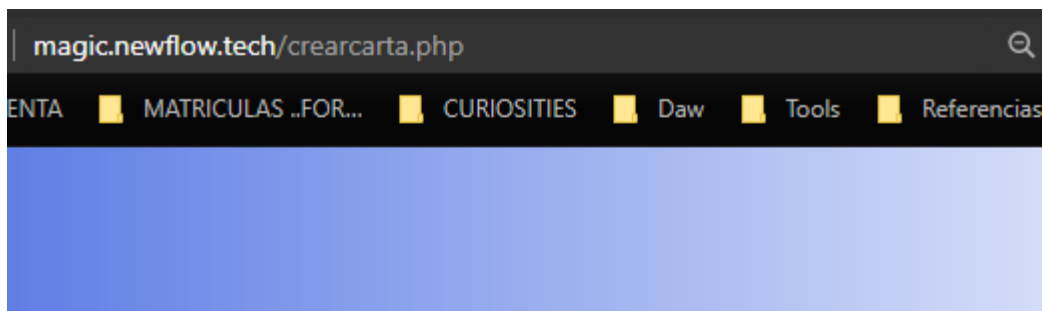 magic.newflow.tech/crearcarta.php
ENTA MATRICULAS ..FOR... CURIOSITIES Daw Tools Referencias